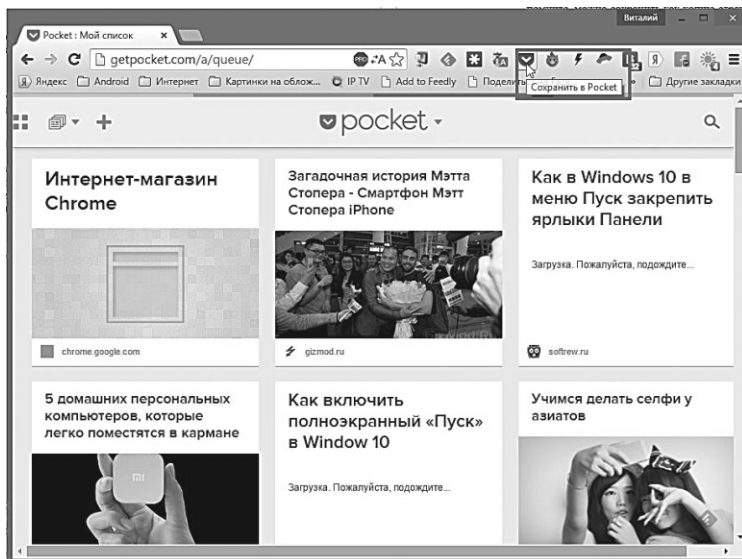 Виталий
Pocket : Мой список
getpocket.com/a/queue/
Яндекс Android Интернет Картинки на облож... IP TV Add to Feedly Другие закладки
Сохранить в Pocket
pocket
Интернет-магазин
Chrome
chrome.google.com
Загадочная история Мэтта
Стопера - Смартфон Мэтт
Стопера iPhone
gizmod.ru
Как в Windows 10 в
меню Пуск закрепить
ярлыки Панели
Загрузка. Пожалуйста, подождите...
softrew.ru
5 домашних персональных
компьютеров, которые
легко поместятся в кармане
Как включить
полноэкранный «Пуск»
в Window 10
Загрузка. Пожалуйста, подождите...
Учимся делать селфи у
азиатов